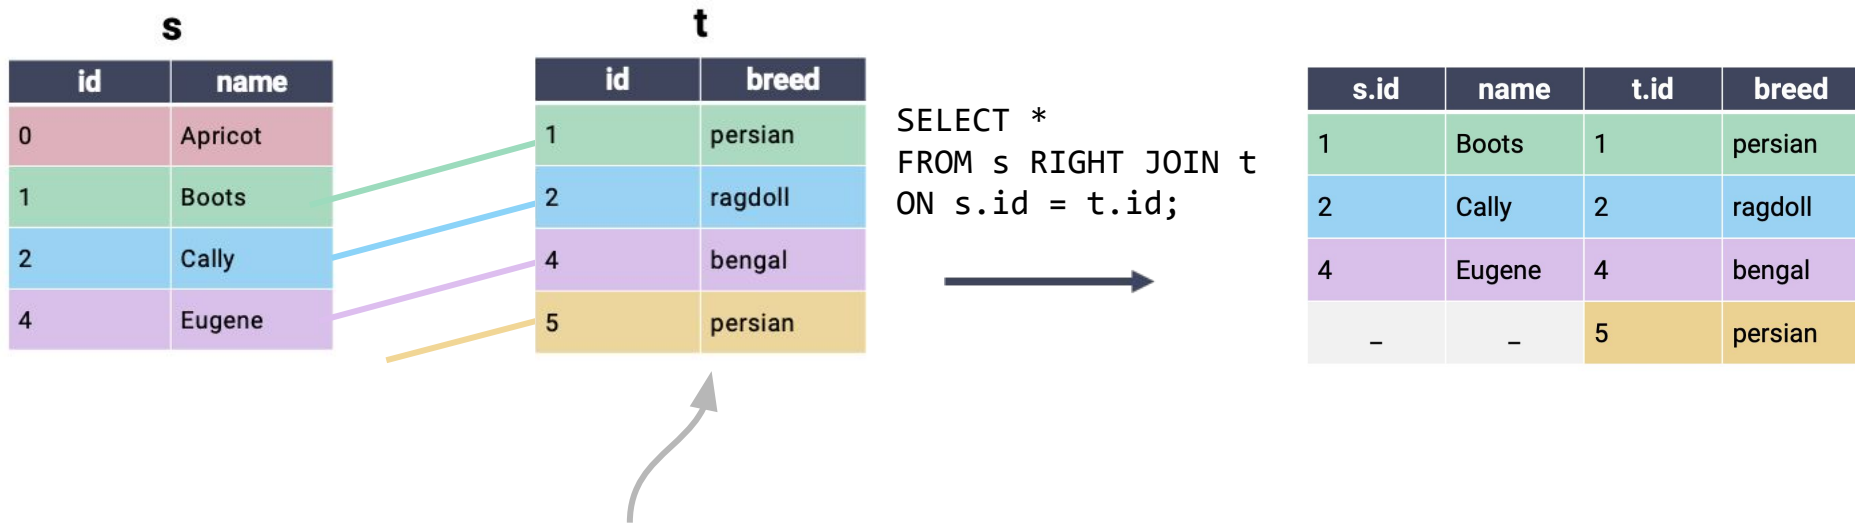 s
id name
0 Apricot
1 Boots
2 Cally
4 Eugene
t
id breed
1 persian
2 ragdoll
4 bengal
5 persian
SELECT *
FROM s RIGHT JOIN t
ON s.id = t.id;
s.id name t.id breed
1 Boots 1 persian
2 Cally 2 ragdoll
4 Eugene 4 bengal
_ _ 5 persian